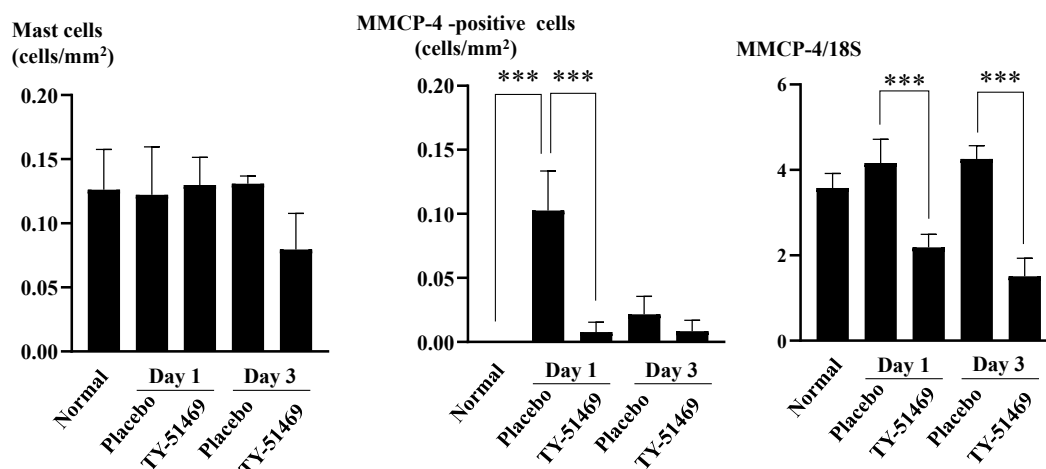 Mast cells
(cells/mm²)
0.20
0.15
0.10
0.05
0.00
Normal
Placebo
TY-51469
Placebo
TY-51469
Day 1
Day 3
MMCP-4 -positive cells
(cells/mm²)
0.20
0.15
0.10
0.05
0.00
*** ***
Normal
Placebo
TY-51469
Placebo
TY-51469
Day 1
Day 3
MMCP-4/18S
6
4
2
0
*** ***
Normal
Placebo
TY-51469
Placebo
TY-51469
Day 1
Day 3